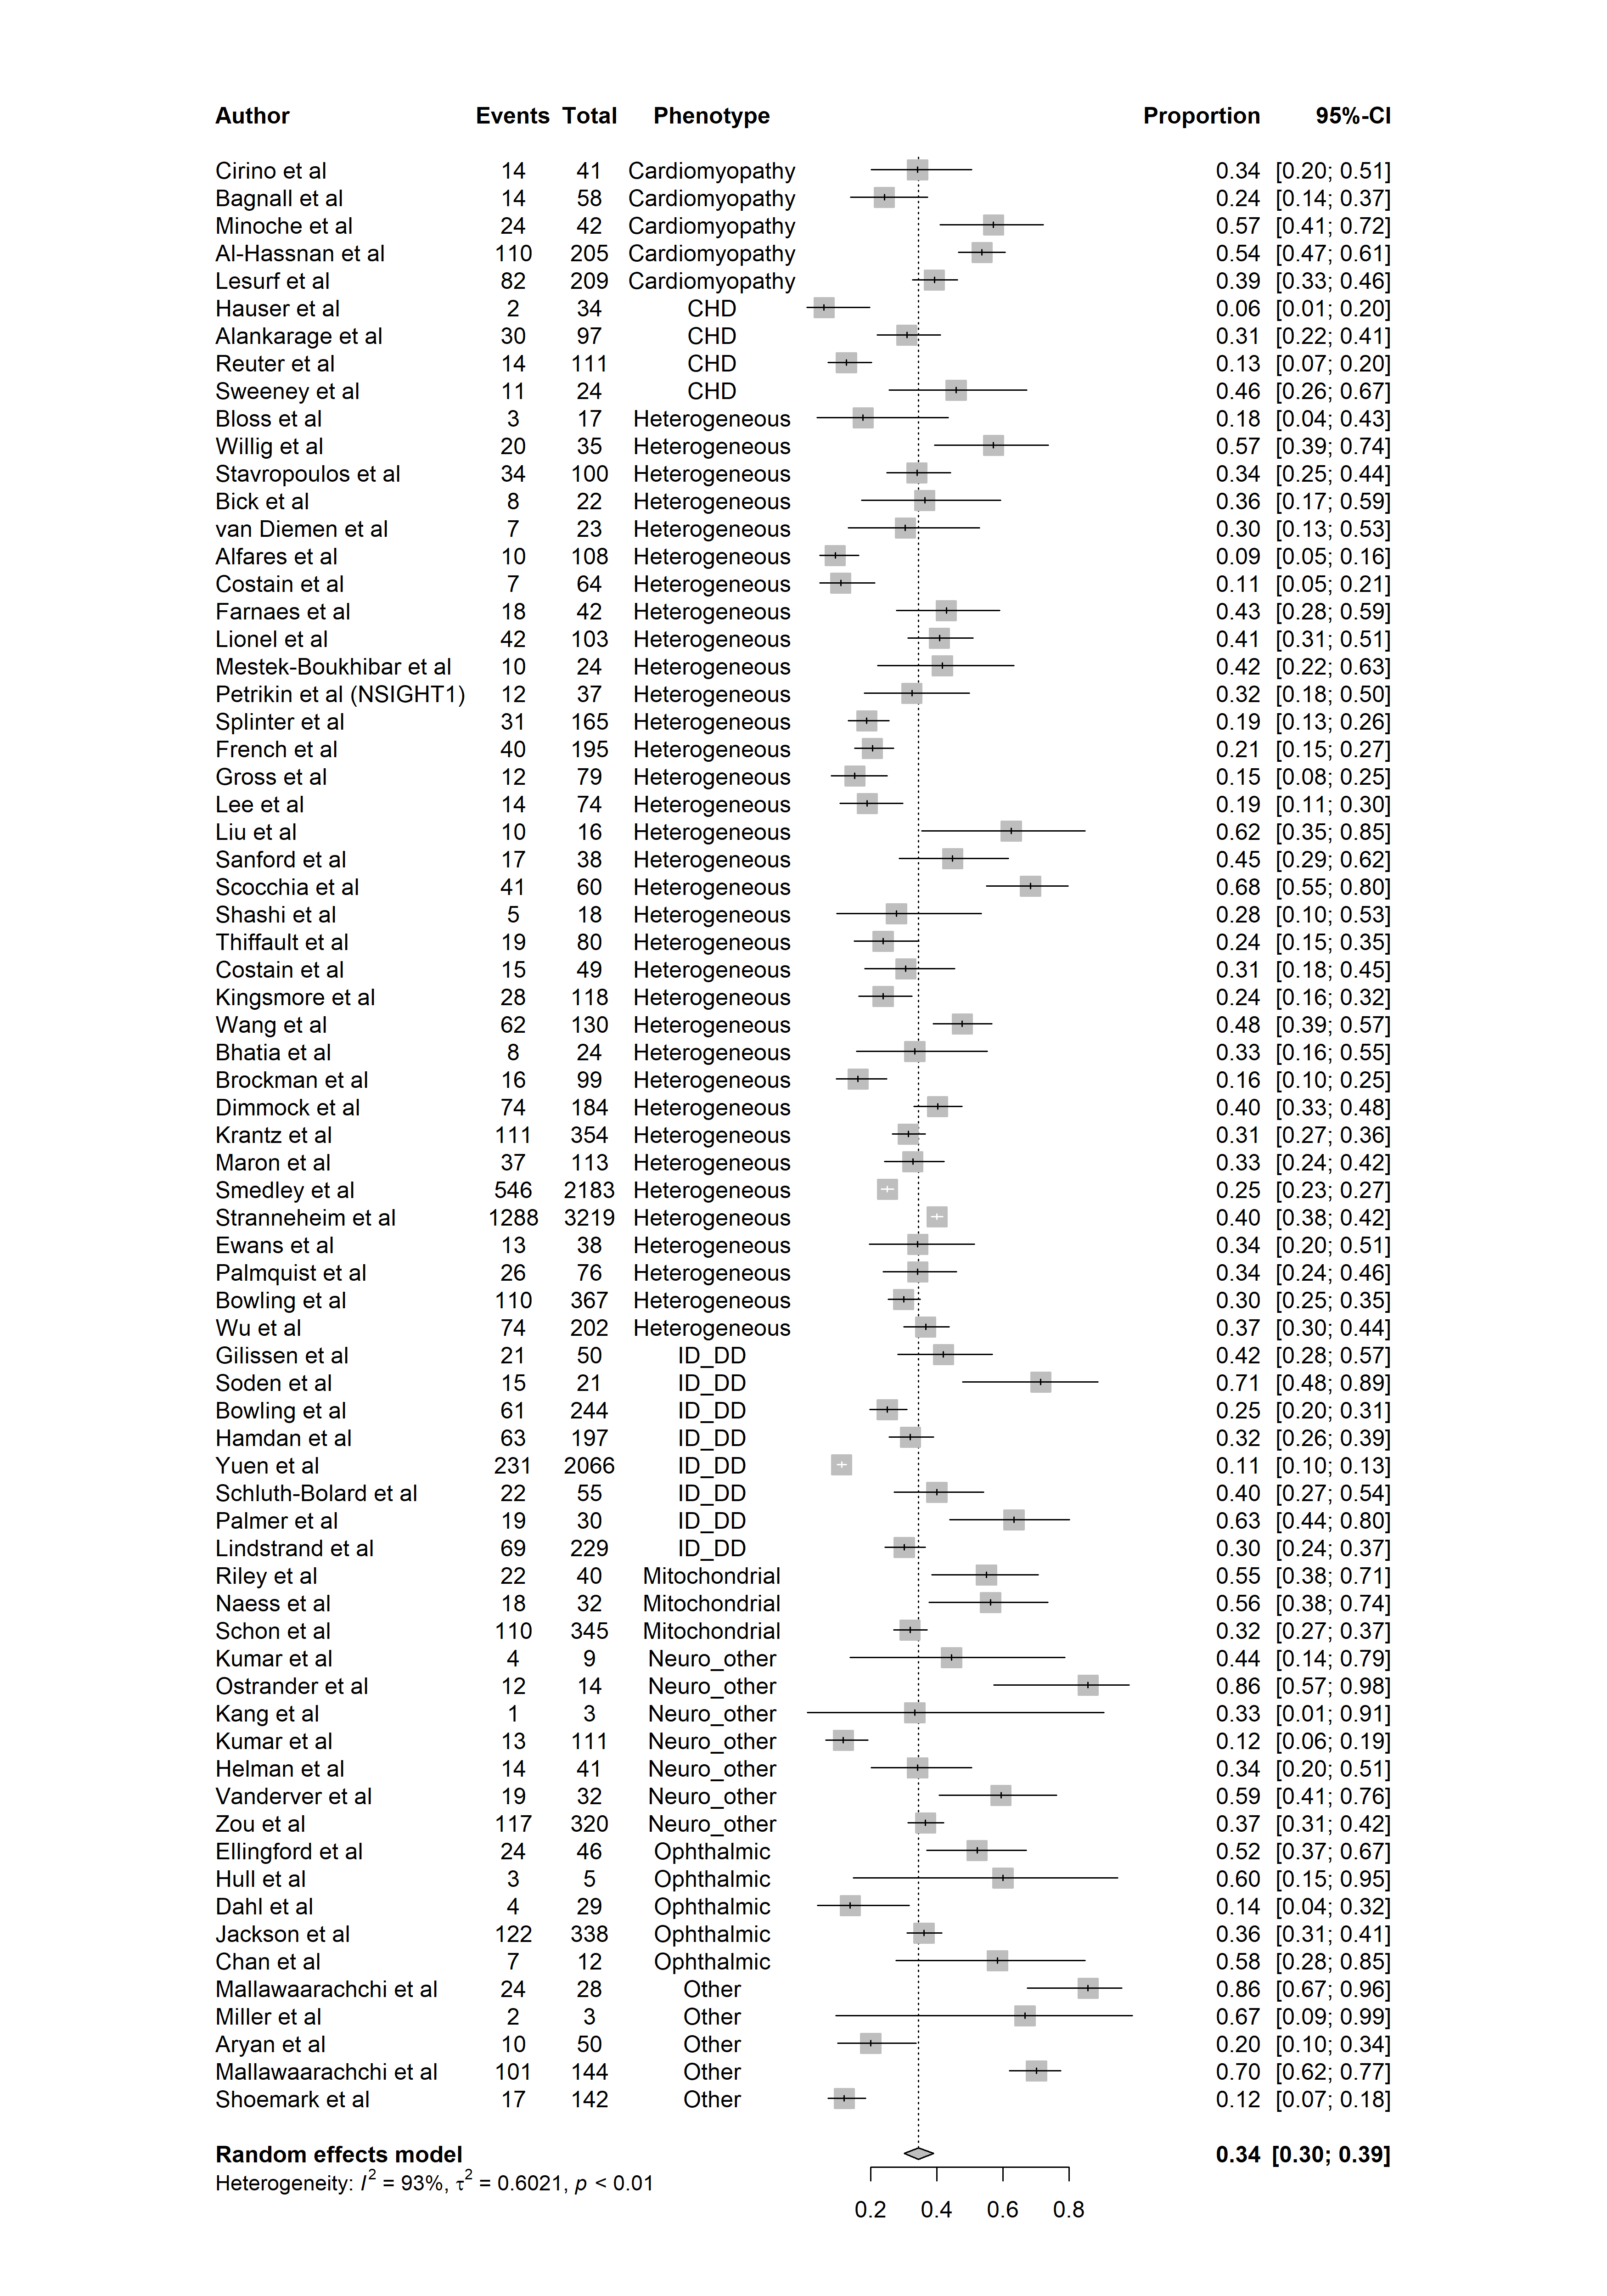 Author Events Total Phenotype Proportion 95%-CI
Cirino et al 14 41 Cardiomyopathy 0.34 [0.20; 0.51]
Bagnall et al 14 58 Cardiomyopathy 0.24 [0.14; 0.37]
Minoche et al 24 42 Cardiomyopathy 0.57 [0.41; 0.72]
Al-Hassnan et al 110 205 Cardiomyopathy 0.54 [0.47; 0.61]
Lesurf et al 82 209 Cardiomyopathy 0.39 [0.33; 0.46]
Hauser et al 2 34 CHD 0.06 [0.01; 0.20]
Alankarage et al 30 97 CHD 0.31 [0.22; 0.41]
Reuter et al 14 111 CHD 0.13 [0.07; 0.20]
Sweeney et al 11 24 CHD 0.46 [0.26; 0.67]
Bloss et al 3 17 Heterogeneous 0.18 [0.04; 0.43]
Willig et al 20 35 Heterogeneous 0.57 [0.39; 0.74]
Stavropoulos et al 34 100 Heterogeneous 0.34 [0.25; 0.44]
Bick et al 8 22 Heterogeneous 0.36 [0.17; 0.59]
van Diemen et al 7 23 Heterogeneous 0.30 [0.13; 0.53]
Alfares et al 10 108 Heterogeneous 0.09 [0.05; 0.16]
Costain et al 7 64 Heterogeneous 0.11 [0.05; 0.21]
Farnaes et al 18 42 Heterogeneous 0.43 [0.28; 0.59]
Lionel et al 42 103 Heterogeneous 0.41 [0.31; 0.51]
Mestek-Boukhibar et al 10 24 Heterogeneous 0.42 [0.22; 0.63]
Petrikin et al (NSIGHT1) 12 37 Heterogeneous 0.32 [0.18; 0.50]
Splinter et al 31 165 Heterogeneous 0.19 [0.13; 0.26]
French et al 40 195 Heterogeneous 0.21 [0.15; 0.27]
Gross et al 12 79 Heterogeneous 0.15 [0.08; 0.25]
Lee et al 14 74 Heterogeneous 0.19 [0.11; 0.30]
Liu et al 10 16 Heterogeneous 0.62 [0.35; 0.85]
Sanford et al 17 38 Heterogeneous 0.45 [0.29; 0.62]
Scocchia et al 41 60 Heterogeneous 0.68 [0.55; 0.80]
Shashi et al 5 18 Heterogeneous 0.28 [0.10; 0.53]
Thiffault et al 19 80 Heterogeneous 0.24 [0.15; 0.35]
Costain et al 15 49 Heterogeneous 0.31 [0.18; 0.45]
Kingsmore et al 28 118 Heterogeneous 0.24 [0.16; 0.32]
Wang et al 62 130 Heterogeneous 0.48 [0.39; 0.57]
Bhatia et al 8 24 Heterogeneous 0.33 [0.16; 0.55]
Brockman et al 16 99 Heterogeneous 0.16 [0.10; 0.25]
Dimmock et al 74 184 Heterogeneous 0.40 [0.33; 0.48]
Krantz et al 111 354 Heterogeneous 0.31 [0.27; 0.36]
Maron et al 37 113 Heterogeneous 0.33 [0.24; 0.42]
Smedley et al 546 2183 Heterogeneous 0.25 [0.23; 0.27]
Stranneheim et al 1288 3219 Heterogeneous 0.40 [0.38; 0.42]
Ewans et al 13 38 Heterogeneous 0.34 [0.20; 0.51]
Palmquist et al 26 76 Heterogeneous 0.34 [0.24; 0.46]
Bowling et al 110 367 Heterogeneous 0.30 [0.25; 0.35]
Wu et al 74 202 Heterogeneous 0.37 [0.30; 0.44]
Gilissen et al 21 50 ID_DD 0.42 [0.28; 0.57]
Soden et al 15 21 ID_DD 0.71 [0.48; 0.89]
Bowling et al 61 244 ID_DD 0.25 [0.20; 0.31]
Hamdan et al 63 197 ID_DD 0.32 [0.26; 0.39]
Yuen et al 231 2066 ID_DD 0.11 [0.10; 0.13]
Schluth-Bolard et al 22 55 ID_DD 0.40 [0.27; 0.54]
Palmer et al 19 30 ID_DD 0.63 [0.44; 0.80]
Lindstrand et al 69 229 ID_DD 0.30 [0.24; 0.37]
Riley et al 22 40 Mitochondrial 0.55 [0.38; 0.71]
Naess et al 18 32 Mitochondrial 0.56 [0.38; 0.74]
Schon et al 110 345 Mitochondrial 0.32 [0.27; 0.37]
Kumar et al 4 9 Neuro_other 0.44 [0.14; 0.79]
Ostrander et al 12 14 Neuro_other 0.86 [0.57; 0.98]
Kang et al 1 3 Neuro_other 0.33 [0.01; 0.91]
Kumar et al 13 111 Neuro_other 0.12 [0.06; 0.19]
Helman et al 14 41 Neuro_other 0.34 [0.20; 0.51]
Vanderver et al 19 32 Neuro_other 0.59 [0.41; 0.76]
Zou et al 117 320 Neuro_other 0.37 [0.31; 0.42]
Ellingford et al 24 46 Ophthalmic 0.52 [0.37; 0.67]
Hull et al 3 5 Ophthalmic 0.60 [0.15; 0.95]
Dahl et al 4 29 Ophthalmic 0.14 [0.04; 0.32]
Jackson et al 122 338 Ophthalmic 0.36 [0.31; 0.41]
Chan et al 7 12 Ophthalmic 0.58 [0.28; 0.85]
Mallawaarachchi et al 24 28 Other 0.86 [0.67; 0.96]
Miller et al 2 3 Other 0.67 [0.09; 0.99]
Aryan et al 10 50 Other 0.20 [0.10; 0.34]
Mallawaarachchi et al 101 144 Other 0.70 [0.62; 0.77]
Shoemark et al 17 142 Other 0.12 [0.07; 0.18]
Random effects model 0.34 [0.30; 0.39]
Heterogeneity: I² = 93%, τ² = 0.6021, p < 0.01
0.2 0.4 0.6 0.8